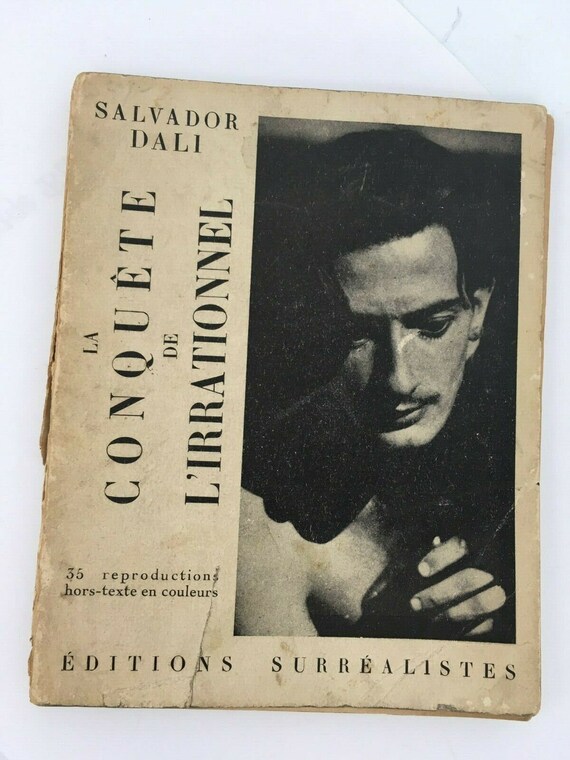 SALVADOR
DALI
LA
CONQUÊTE
DE
L'IRRATIONNEL
35 reproductions
hors-texte en couleurs
ÉDITIONS SURRÉALISTES